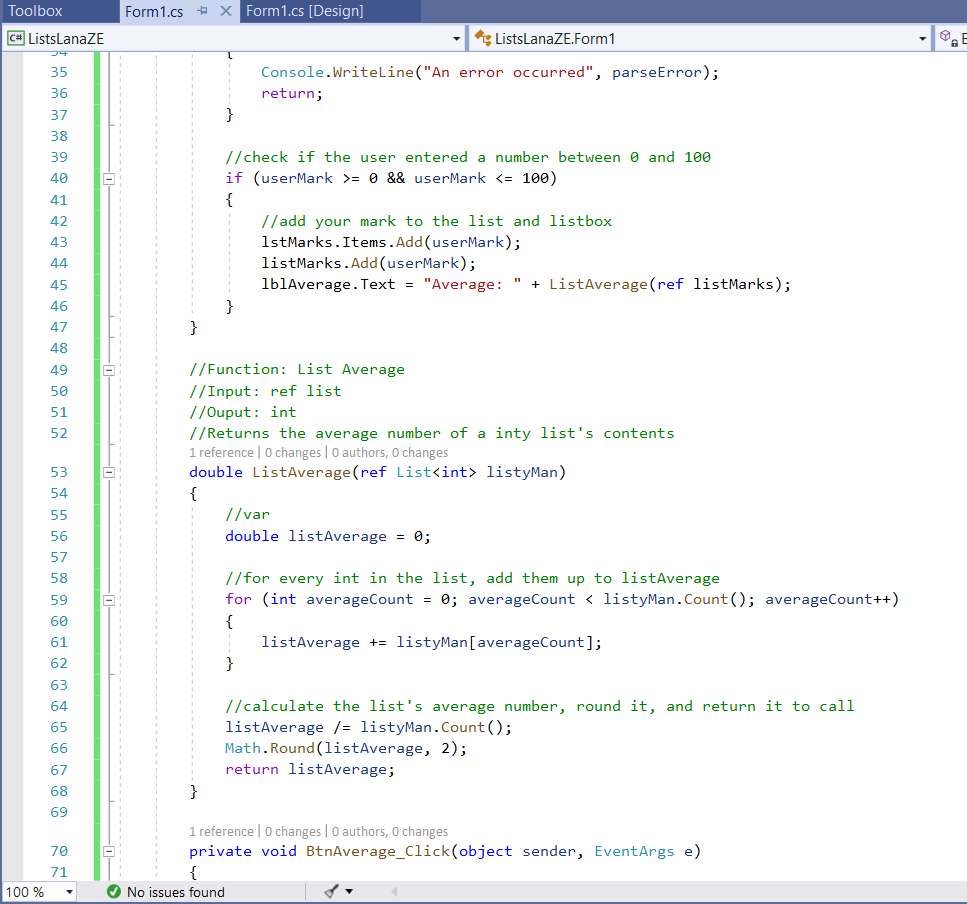 Toolbox Form1.cs Form1.cs [Design]
C# ListsLanaZE ListsLanaZE.Form1
34 {
35 Console.WriteLine("An error occurred", parseError);
36 return;
37 }
38
39 //check if the user entered a number between 0 and 100
40 if (userMark >= 0 && userMark <= 100)
41 {
42 //add your mark to the list and listbox
43 lstMarks.Items.Add(userMark);
44 listMarks.Add(userMark);
45 lblAverage.Text = "Average: " + ListAverage(ref listMarks);
46 }
47 }
48
49 //Function: List Average
50 //Input: ref list
51 //Ouput: int
52 //Returns the average number of a inty list's contents
1 reference | 0 changes | 0 authors, 0 changes
53 double ListAverage(ref List<int> listyMan)
54 {
55 //var
56 double listAverage = 0;
57
58 //for every int in the list, add them up to listAverage
59 for (int averageCount = 0; averageCount < listyMan.Count(); averageCount++)
60 {
61 listAverage += listyMan[averageCount];
62 }
63
64 //calculate the list's average number, round it, and return it to call
65 listAverage /= listyMan.Count();
66 Math.Round(listAverage, 2);
67 return listAverage;
68 }
69
1 reference | 0 changes | 0 authors, 0 changes
70 private void BtnAverage_Click(object sender, EventArgs e)
71 {
100 % No issues found